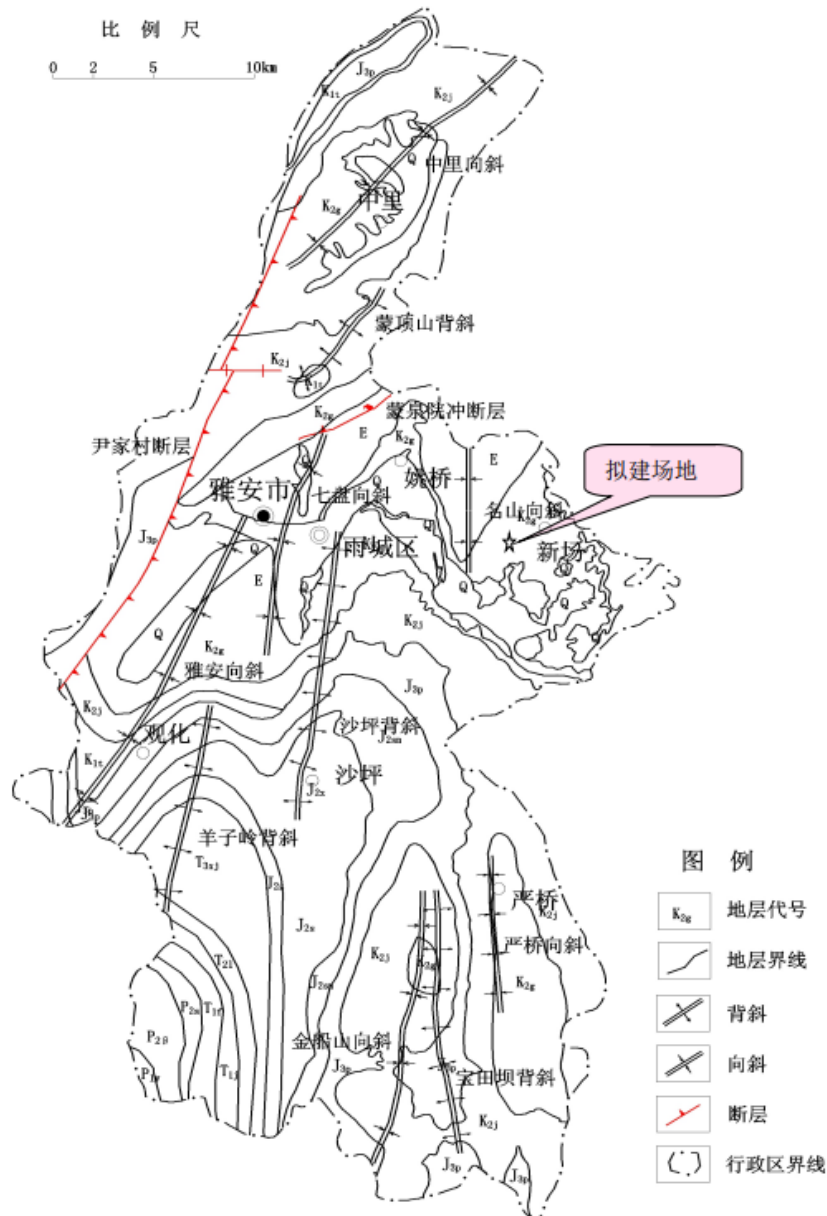 比 例 尺
0 2 5 10km
J3p
K1t
K2j
Q
中里向斜
中里
K2g
蒙顶山背斜
K2j
K1t
K2g
蒙泉院冲断层
E
K2g
尹家村断层
E
拟建场地
Q
姚桥
雅安市
七盘向斜
Q
名山向斜
K2g
J3p
Q
雨城区
Q
新场
Q
E
Q
Q
Q
Q
Q
Q
K2g
K2j
雅安向斜
J3p
K2j
沙坪背斜
观化
J2sn
K1t
沙坪
J2s
J3p
羊子岭背斜
图 例
T3xj
严桥
K2g
地层代号
K2j
J2s
K2j
严桥向斜
地层界线
K2g
T2l
J2sn
K2g
背斜
P2β
T1f
金船山向斜
向斜
T1j
J3p
J3p
宝田坝背斜
K2j
断层
J3p
J3p
行政区界线